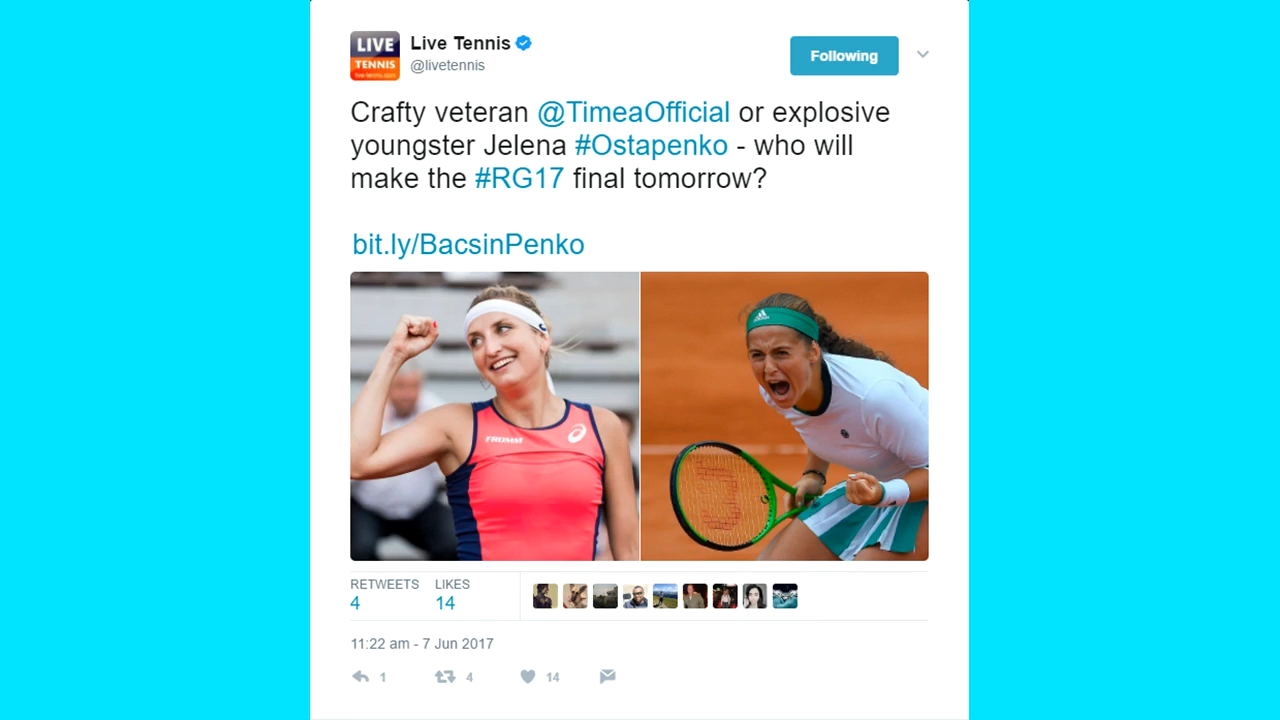 LIVE
TENNIS
Live Tennis
@livetennis
Following
Crafty veteran @TimeaOfficial or explosive
youngster Jelena #Ostapenko - who will
make the #RG17 final tomorrow?
bit.ly/BacsinPenko
FROMM
RETWEETS LIKES
4 14
11:22 am - 7 Jun 2017
1 4 14